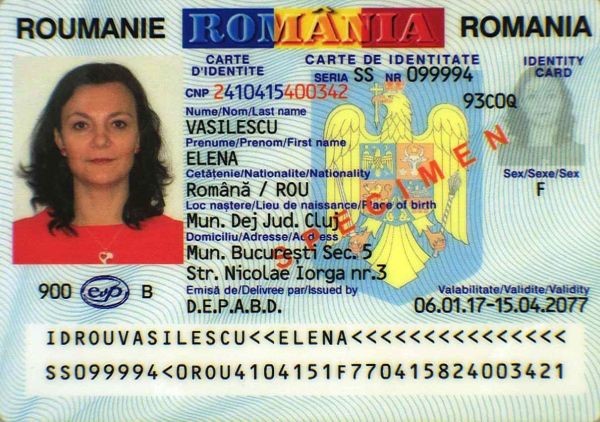 ROUMANIE ROMÂNIA ROMANIA
CARTE D'IDENTITE
CARTE DE IDENTITATE
IDENTITY CARD
SERIA SS NR 099994
CNP 2410415400342
93C0Q
Nume/Nom/Last name
VASILESCU
Prenume/Prenom/First name
ELENA
Cetăţenie/Nationalite/Nationality
Română / ROU
Sex/Sexe/Sex
F
Loc naştere/Lieu de naissance/Place of birth
Mun. Dej Jud. Cluj
Domiciliu/Adresse/Address
Mun. Bucureşti Sec. 5
Str. Nicolae Iorga nr.3
SPECIMEN
900 esp B
Emisă de/Delivree par/Issued by
D.E.P.A.B.D.
Valabilitate/Validite/Validity
06.01.17-15.04.2077
IDROUVASILESCU<<ELENA<<<<<<<<<<<<<<<
SS099994<0ROU4104151F770415824003421